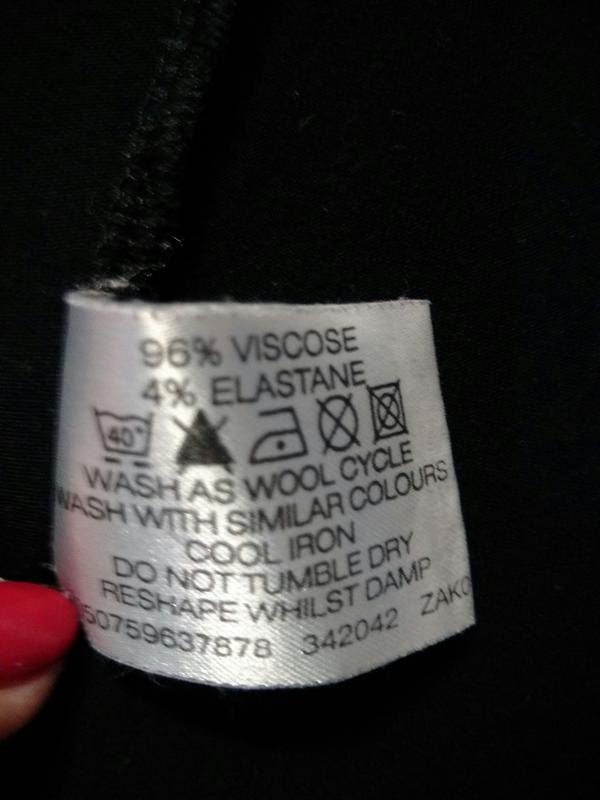 96% VISCOSE
4% ELASTANE
40°
WASH AS WOOL CYCLE
WASH WITH SIMILAR COLOURS
COOL IRON
DO NOT TUMBLE DRY
RESHAPE WHILST DAMP
50759637878 342042 ZAKO